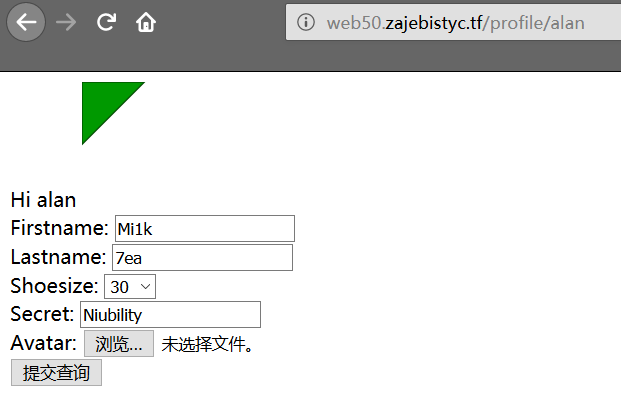 web50.zajebistyc.tf/profile/alan
Hi alan
Firstname: Mi1k
Lastname: 7ea
Shoesize: 30
Secret: Niubility
Avatar: 浏览... 未选择文件。
提交查询